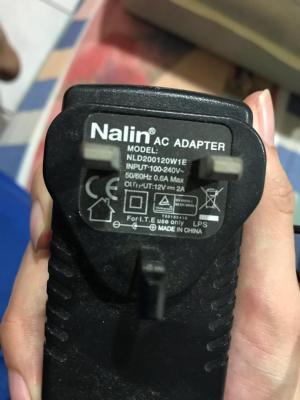 Nalin® AC ADAPTER
MODEL:
NLD200120W1E
INPUT:100-240V~
50/60Hz 0.6A Max
OUTPUT:12V⎓2A
CE
For I.T.E use only
LPS
MADE IN CHINA